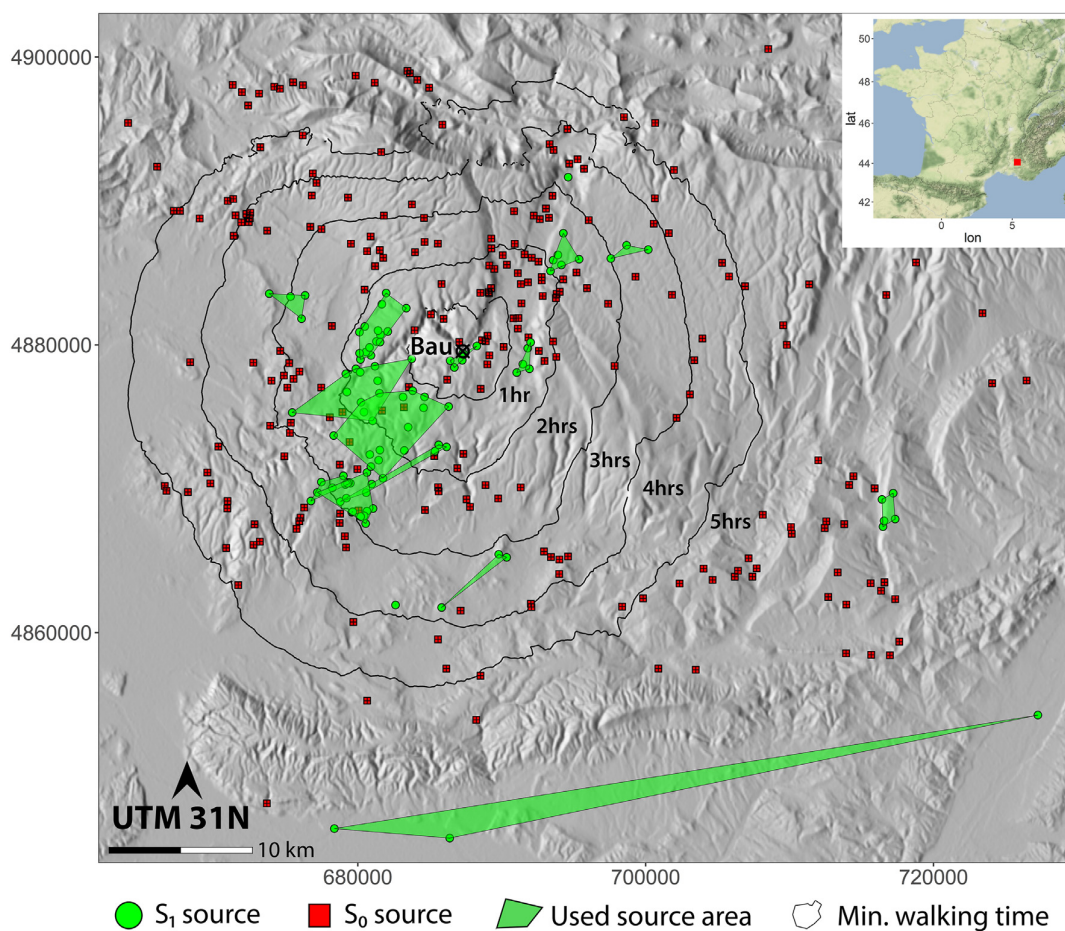 4900000
4880000
4860000
680000
700000
720000
50
48
46
44
42
lat
0
5
lon
Bau
1hr
2hrs
3hrs
4hrs
5hrs
UTM 31N
10 km
S₁ source
S₀ source
Used source area
Min. walking time